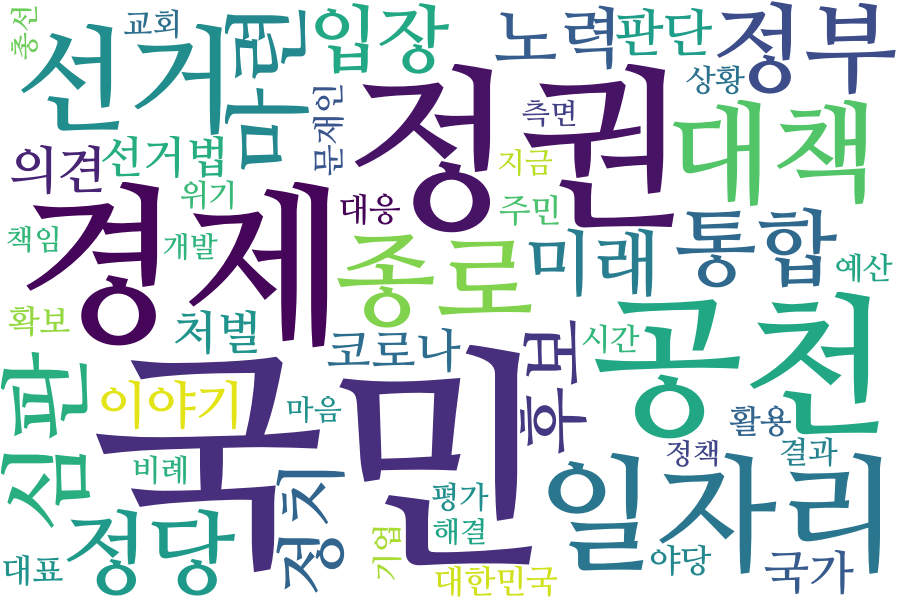 총선
교회
선거
마련
입장
노력
판단
정부
상황
문재인
측면
정권
대책
의견
선거법
지금
위기
대응
주민
경제
책임
개발
종로
미래
통합
예산
확보
처벌
코로나
시간
공천
심판
이야기
마음
국민
후보
활용
비례
정치
평가
정책
결과
일자리
대표
정당
기업
해결
대한민국
야당
국가